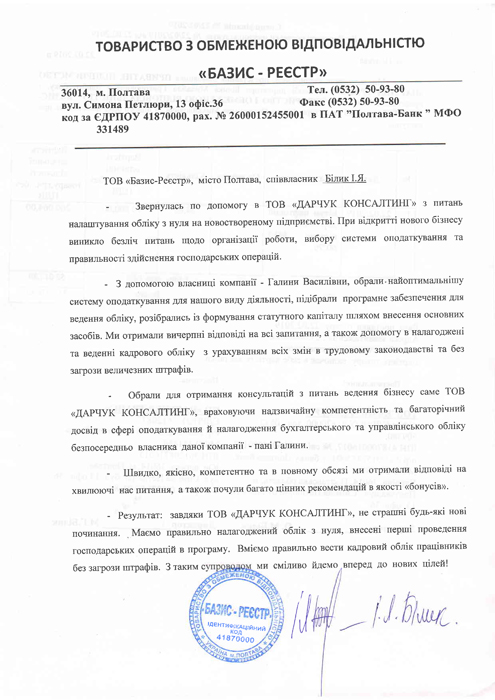 ТОВАРИСТВО З ОБМЕЖЕНОЮ ВІДПОВІДАЛЬНІСТЮ
«БАЗИС - РЕЄСТР»
36014, м. Полтава Тел. (0532) 50-93-80
вул. Симона Петлюри, 13 офіс.36 Факс (0532) 50-93-80
код за ЄДРПОУ 41870000, рах. № 26000152455001 в ПАТ "Полтава-Банк" МФО
331489
ТОВ «Базис-Реєстр», місто Полтава, співвласник Білик І.Я.
- Звернулась по допомогу в ТОВ «ДАРЧУК КОНСАЛТИНГ» з питань
налаштування обліку з нуля на новоствореному підприємстві. При відкритті нового бізнесу
виникло безліч питань щодо організації роботи, вибору системи оподаткування та
правильності здійснення господарських операцій.
- З допомогою власниці компанії - Галини Василівни, обрали найоптимальнішу
систему оподаткування для нашого виду діяльності, підібрали програмне забезпечення для
ведення обліку, розібрались із формування статутного капіталу шляхом внесення основних
засобів. Ми отримали вичерпні відповіді на всі запитання, а також допомогу в налагоджені
та веденні кадрового обліку з урахуванням всіх змін в трудовому законодавстві та без
загрози величезних штрафів.
- Обрали для отримання консультацій з питань ведення бізнесу саме ТОВ
«ДАРЧУК КОНСАЛТИНГ», враховуючи надзвичайну компетентність та багаторічний
досвід в сфері оподаткування й налагодження бухгалтерського та управлінського обліку
безпосередньо власника даної компанії - пані Галини.
- Швидко, якісно, компетентно та в повному обсязі ми отримали відповіді на
хвилюючі нас питання, а також почули багато цінних рекомендацій в якості «бонусів».
- Результат: завдяки ТОВ «ДАРЧУК КОНСАЛТИНГ», не страшні будь-які нові
починання. Маємо правильно налагоджений облік з нуля, внесені перші проведення
господарських операцій в програму. Вміємо правильно вести кадровий облік працівників
без загрози штрафів. З таким супроводом ми сміливо йдемо вперед до нових цілей!
ТОВАРИСТВО З ОБМЕЖЕНОЮ ВІДПОВІДАЛЬНІСТЮ
«БАЗИС - РЕЄСТР»
ІДЕНТИФІКАЦІЙНИЙ
КОД
41870000
УКРАЇНА м.ПОЛТАВА
І.Я. Білик.